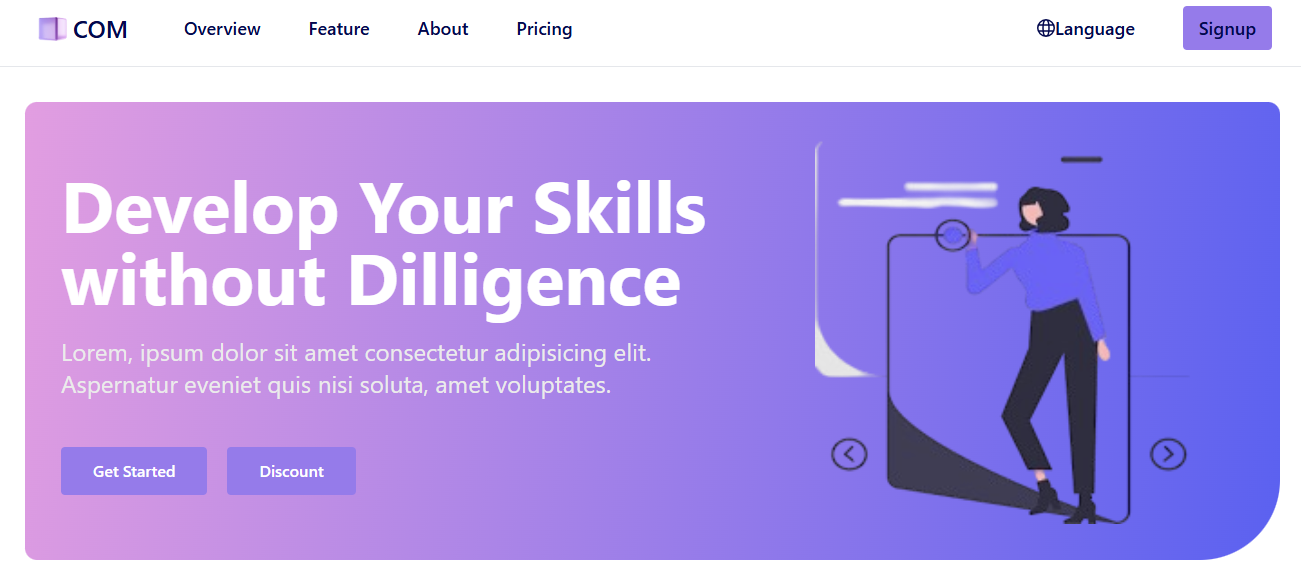 COM
Overview
Feature
About
Pricing
Language
Signup
Develop Your Skills
without Dilligence
Lorem, ipsum dolor sit amet consectetur adipisicing elit.
Aspernatur eveniet quis nisi soluta, amet voluptates.
Get Started
Discount